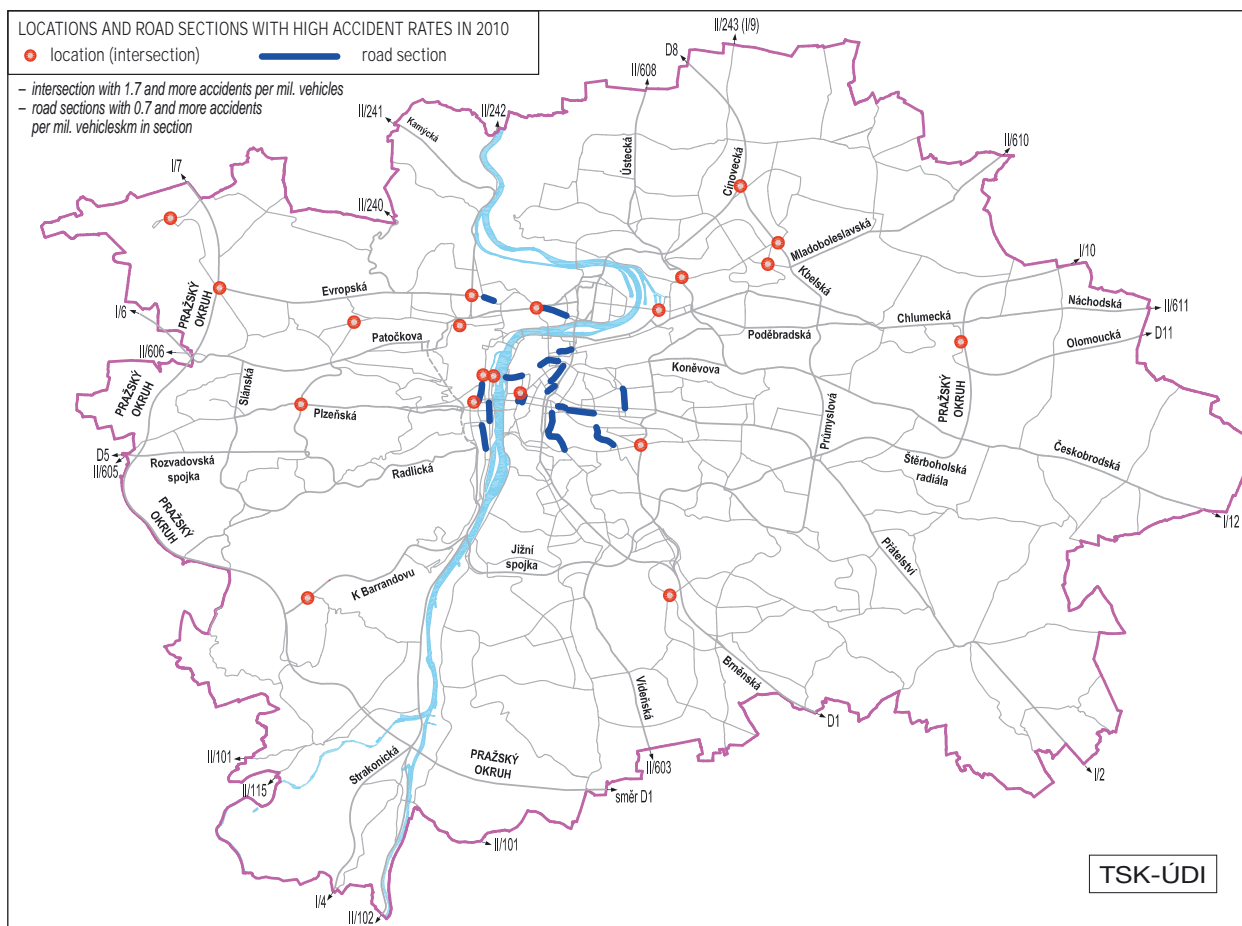 LOCATIONS AND ROAD SECTIONS WITH HIGH ACCIDENT RATES IN 2010
location (intersection)
road section
– intersection with 1.7 and more accidents per mil. vehicles
– road sections with 0.7 and more accidents
per mil. vehicleskm in section
II/243 (I/9)
D8
II/608
II/241
II/242
Kamýcká
Ústecká
Cínovecká
II/610
I/7
II/240
Mladoboleslavská
Kbelská
I/10
PRAŽSKÝ
OKRUH
Evropská
Náchodská
II/611
I/6
Chlumecká
Patočkova
Poděbradská
Olomoucká
D11
II/606
Slánská
Koněvova
PRAŽSKÝ
OKRUH
PRAŽSKÝ
OKRUH
Plzeňská
Průmyslová
D5
II/605
Rozvadovská
spojka
Radlická
Štěrboholská
radiála
Českobrodská
I/12
PRAŽSKÝ
OKRUH
Jižní
spojka
K Barrandovu
Přátelství
Brněnská
Vídeňská
D1
II/101
II/115
Strakonická
PRAŽSKÝ
OKRUH
II/603
směr D1
I/2
II/101
I/4
II/102
TSK-ÚDI